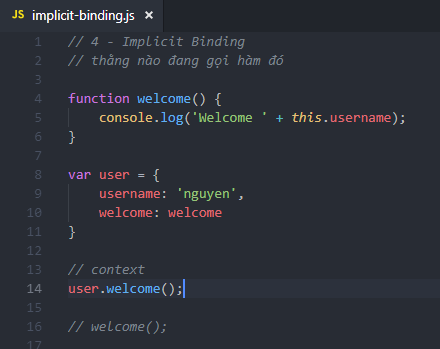 JS implicit-binding.js ×
1 // 4 - Implicit Binding
2 // thằng nào đang gọi hàm đó
3
4 function welcome() {
5 console.log('Welcome ' + this.username);
6 }
7
8 var user = {
9 username: 'nguyen',
10 welcome: welcome
11 }
12
13 // context
14 user.welcome();
15
16 // welcome();
17